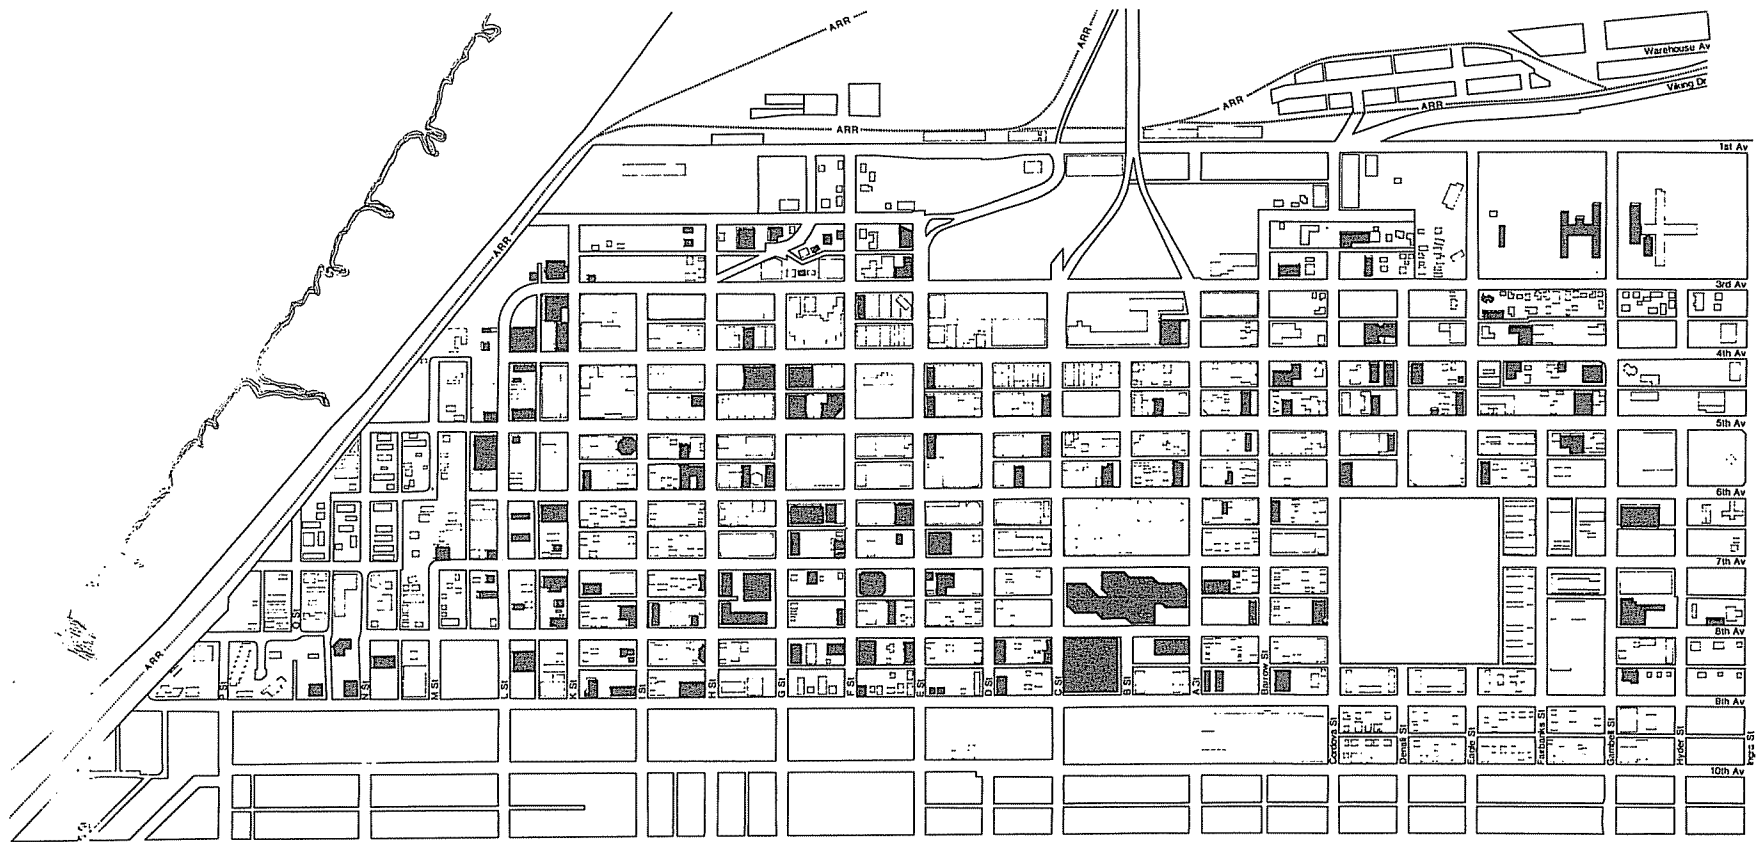 ARR
ARR
Warehouse Av
Viking Dr
ARR
ARR
ARR
1st Av
ARR
3rd Av
4th Av
5th Av
6th Av
7th Av
O St
8th Av
ARR
P St
N St
M St
L St
K St
I St
H St
G St
F St
E St
D St
C St
B St
A St
Barrow St
8th Av
Cordova St
Denali St
Eagle St
Fairbanks St
Gambell St
Hyder St
Ingra St
10th Av